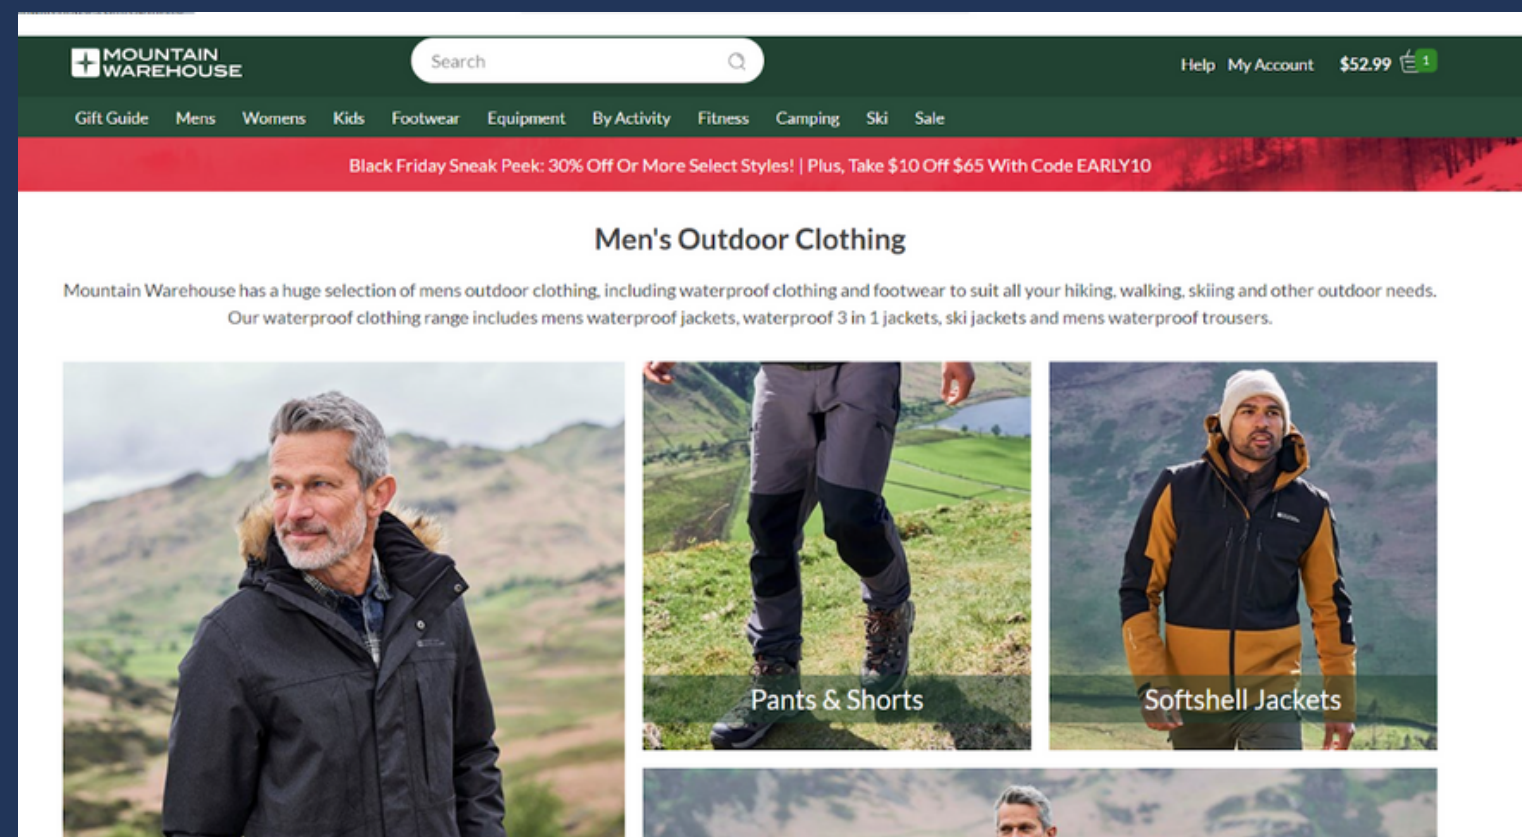 MOUNTAIN
WAREHOUSE
Search
Help My Account $52.99 1
Gift Guide Mens Womens Kids Footwear Equipment By Activity Fitness Camping Ski Sale
Black Friday Sneak Peek: 30% Off Or More Select Styles! | Plus, Take $10 Off $65 With Code EARLY10
Men's Outdoor Clothing
Mountain Warehouse has a huge selection of mens outdoor clothing, including waterproof clothing and footwear to suit all your hiking, walking, skiing and other outdoor needs.
Our waterproof clothing range includes mens waterproof jackets, waterproof 3 in 1 jackets, ski jackets and mens waterproof trousers.
Pants & Shorts
Softshell Jackets